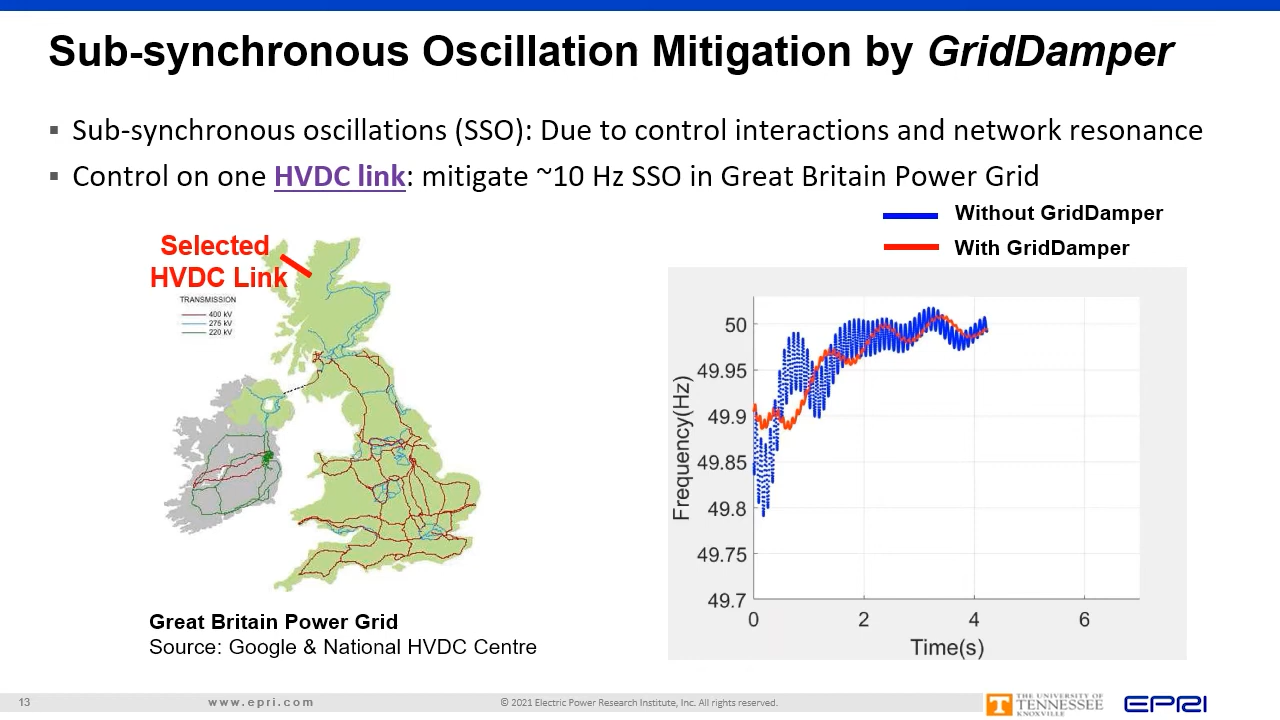 Sub-synchronous Oscillation Mitigation by GridDamper
▪ Sub-synchronous oscillations (SSO): Due to control interactions and network resonance
▪ Control on one HVDC link: mitigate ~10 Hz SSO in Great Britain Power Grid
Without GridDamper
With GridDamper
Selected
HVDC Link
TRANSMISSION
400 kV
275 kV
220 kV
Great Britain Power Grid
Source: Google & National HVDC Centre
50
49.95
49.9
49.85
49.8
49.75
49.7
Frequency(Hz)
0 2 4 6
Time(s)
13
www.epri.com
© 2021 Electric Power Research Institute, Inc. All rights reserved.
T
THE UNIVERSITY OF
TENNESSEE
KNOXVILLE
EPRI